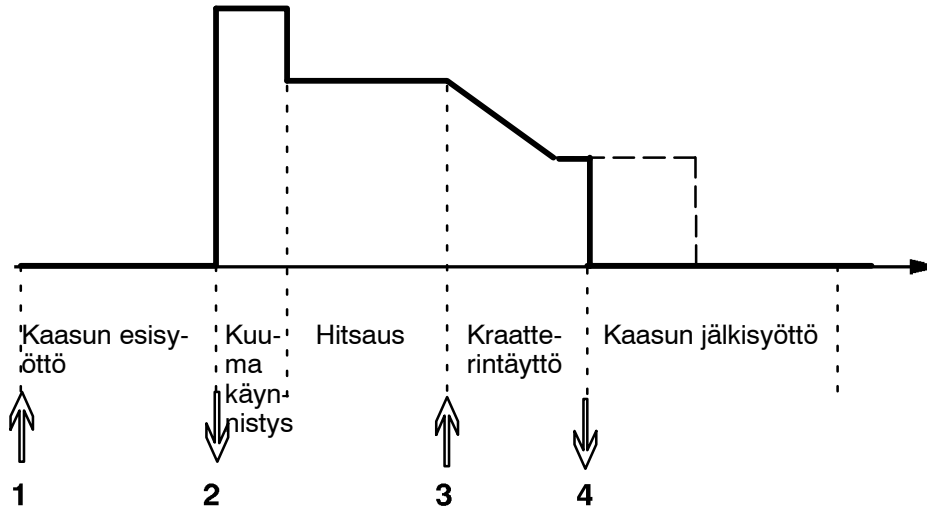 Kaasun esisy-
öttö
Kuu-
ma
käyn-
nistys
Hitsaus
Kraatte-
rintäyttö
Kaasun jälkisyöttö
1
2
3
4